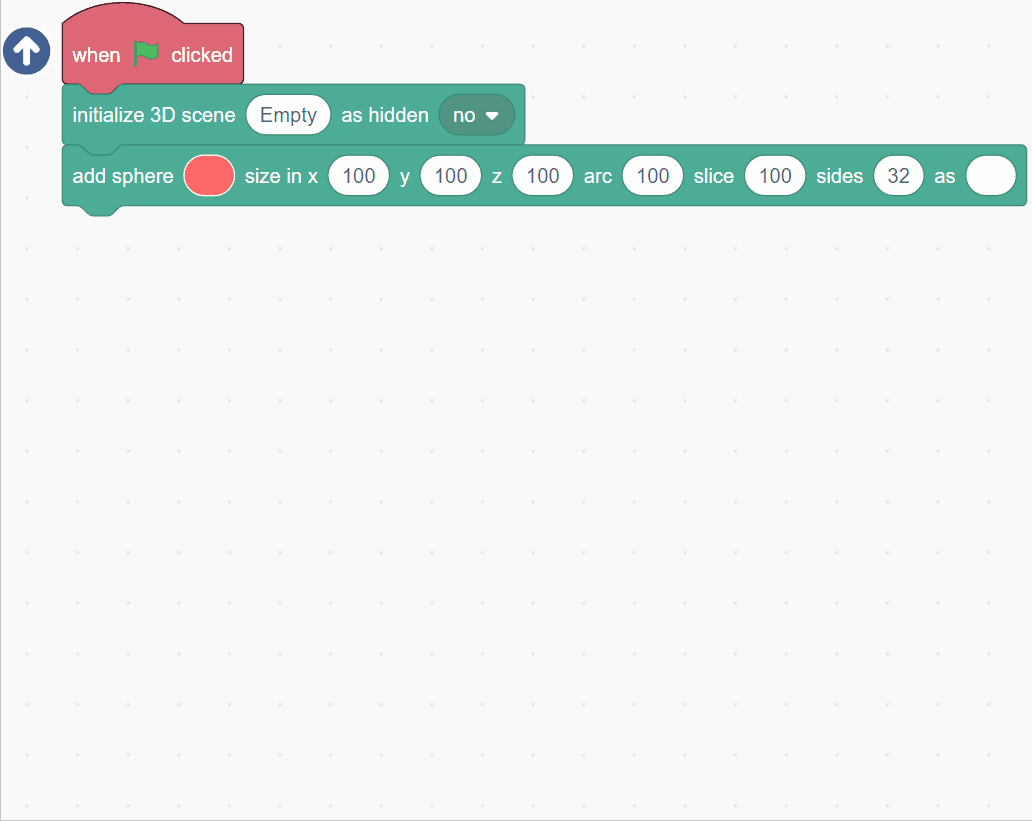 when clicked
initialize 3D scene Empty as hidden no
add sphere size in x 100 y 100 z 100 arc 100 slice 100 sides 32 as